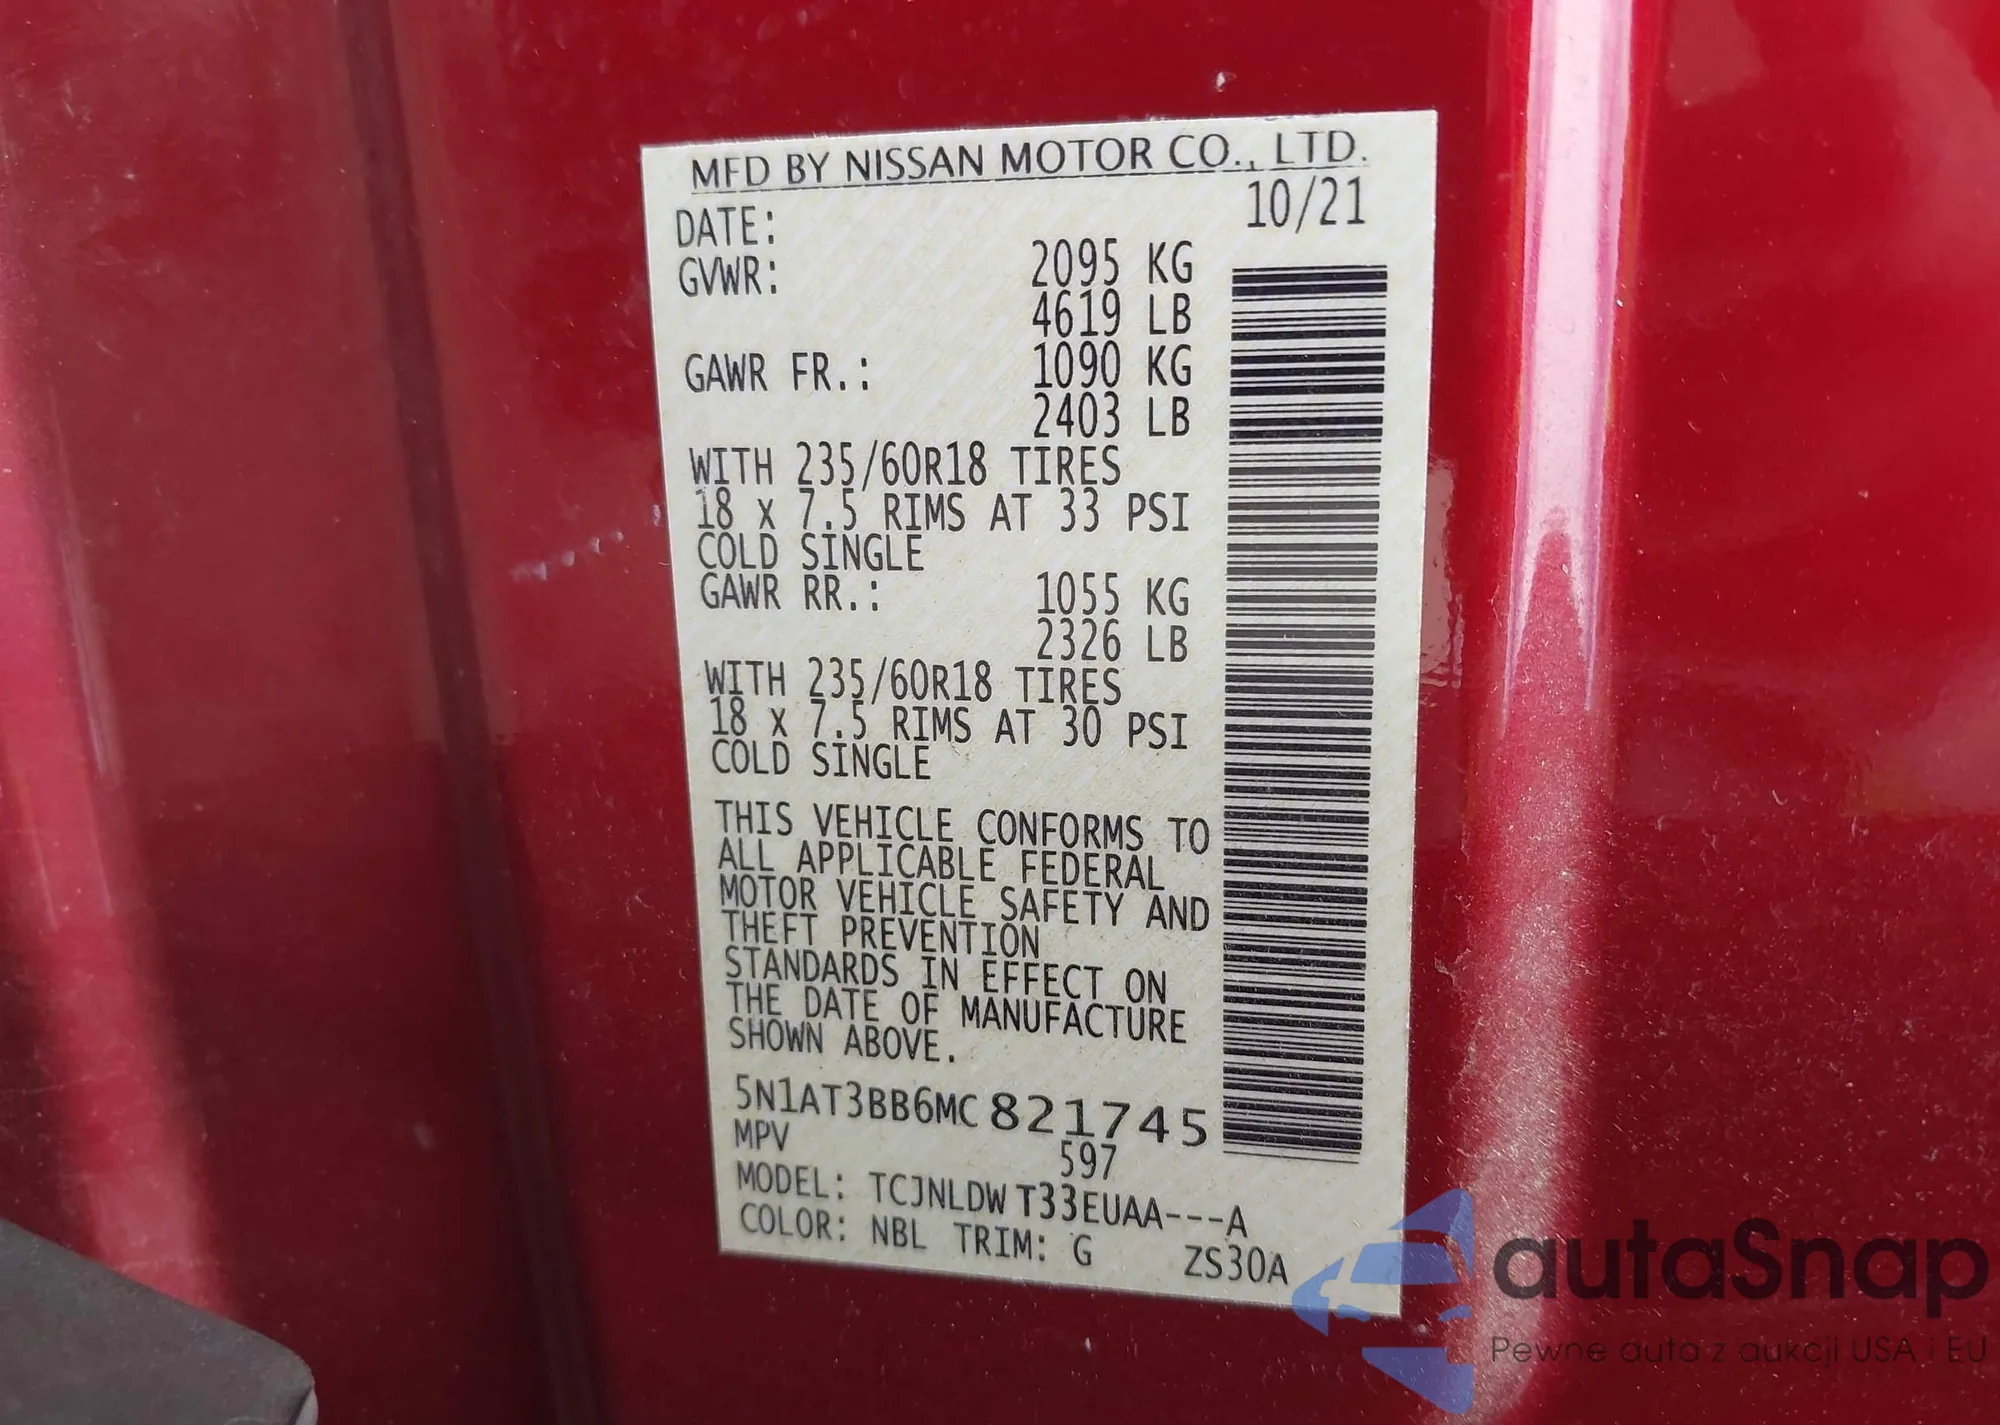 MFD BY NISSAN MOTOR CO., LTD.
DATE: 10/21
GVWR: 2095 KG
4619 LB
GAWR FR.: 1090 KG
2403 LB
WITH 235/60R18 TIRES
18 x 7.5 RIMS AT 33 PSI
COLD SINGLE
GAWR RR.: 1055 KG
2326 LB
WITH 235/60R18 TIRES
18 x 7.5 RIMS AT 30 PSI
COLD SINGLE
THIS VEHICLE CONFORMS TO
ALL APPLICABLE FEDERAL
MOTOR VEHICLE SAFETY AND
THEFT PREVENTION
STANDARDS IN EFFECT ON
THE DATE OF MANUFACTURE
SHOWN ABOVE.
5N1AT3BB6MC821745
MPV 597
MODEL: TCJNLDW T33EUAA---A
COLOR: NBL TRIM: G ZS30A
autaSnap
Pewne auta z aukcji USA i EU